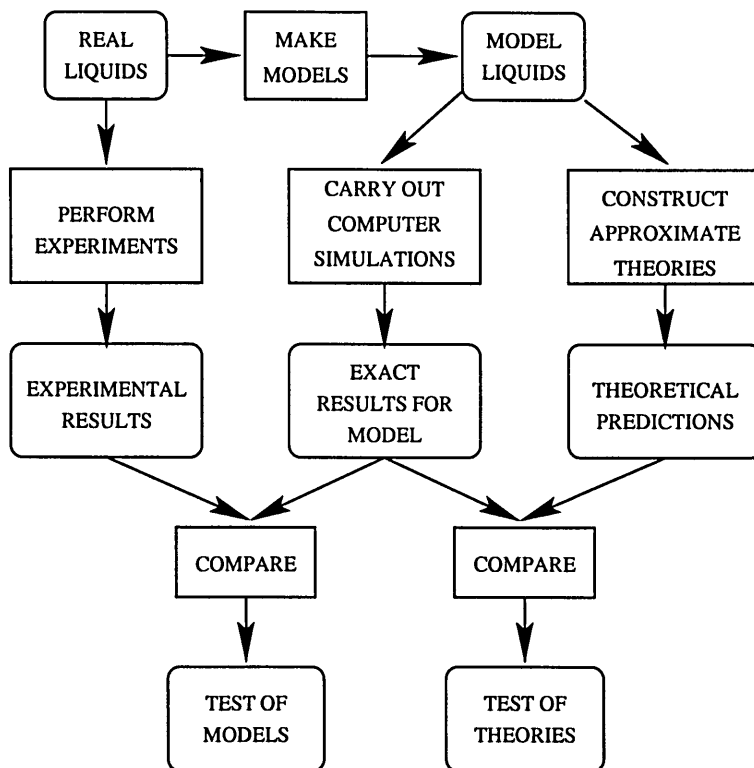 REAL
LIQUIDS
MAKE
MODELS
MODEL
LIQUIDS
PERFORM
EXPERIMENTS
CARRY OUT
COMPUTER
SIMULATIONS
CONSTRUCT
APPROXIMATE
THEORIES
EXPERIMENTAL
RESULTS
EXACT
RESULTS FOR
MODEL
THEORETICAL
PREDICTIONS
COMPARE
COMPARE
TEST OF
MODELS
TEST OF
THEORIES